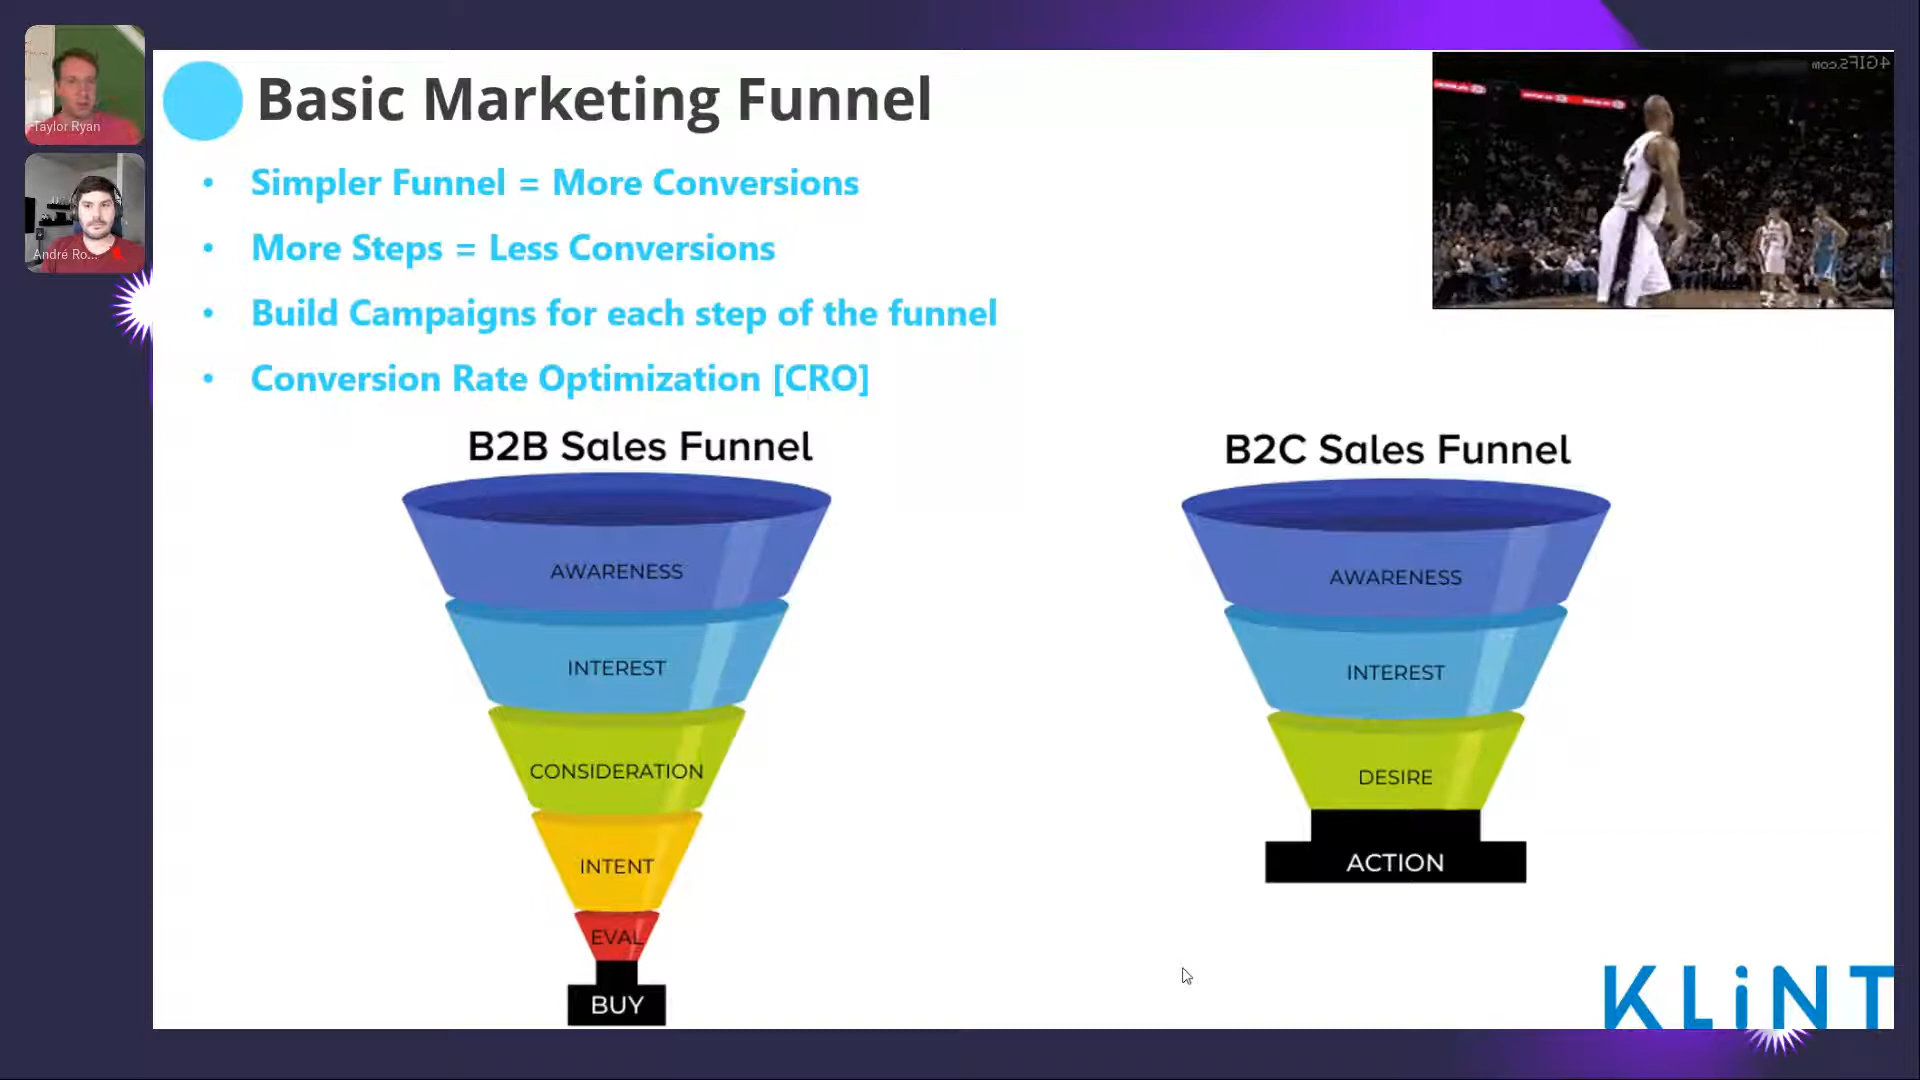 Taylor Ryan
André Ro...
Basic Marketing Funnel
4GIFs.com
• Simpler Funnel = More Conversions
• More Steps = Less Conversions
• Build Campaigns for each step of the funnel
• Conversion Rate Optimization [CRO]
B2B Sales Funnel
AWARENESS
INTEREST
CONSIDERATION
INTENT
EVAL
BUY
B2C Sales Funnel
AWARENESS
INTEREST
DESIRE
ACTION
KLiNT